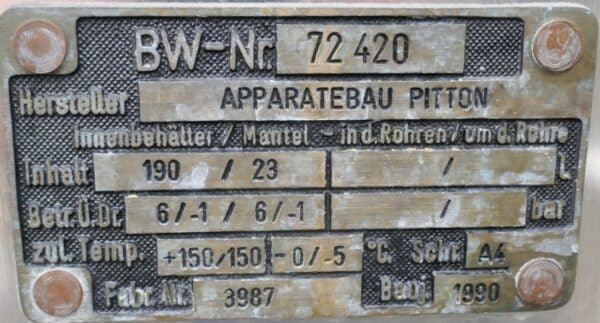 BW-Nr. 72 420
Hersteller APPARATEBAU PITTON
Innenbehälter / Mantel - in d. Rohren / um d. Rohre
Inhalt 190 / 23 / l
Betr.Ü.Dr. 6/-1 / 6/-1 / bar
zul. Temp. +150/150 - 0/-5 °C. Schr. A4
Fabr. Nr. 3987 Bauj. 1990